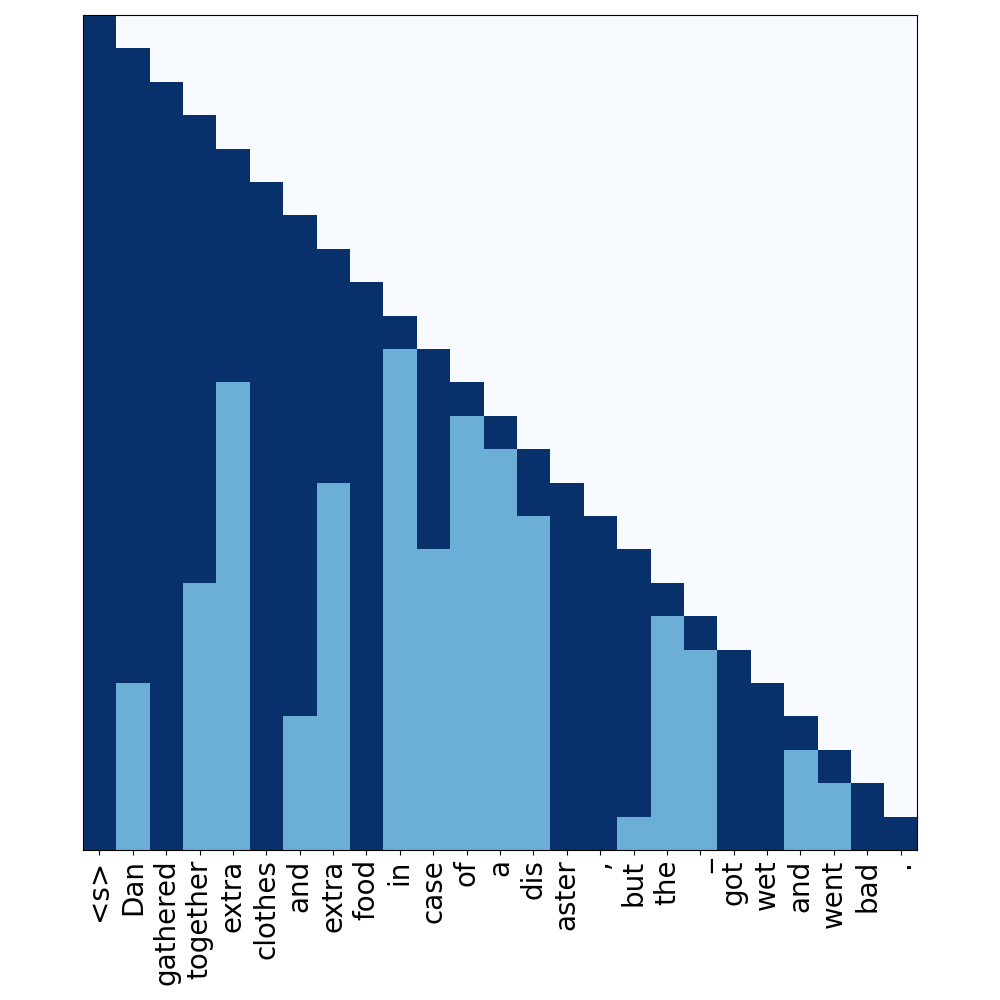 <s> Dan gathered together extra clothes and extra food in case of a dis aster , but the _ got wet and went bad .